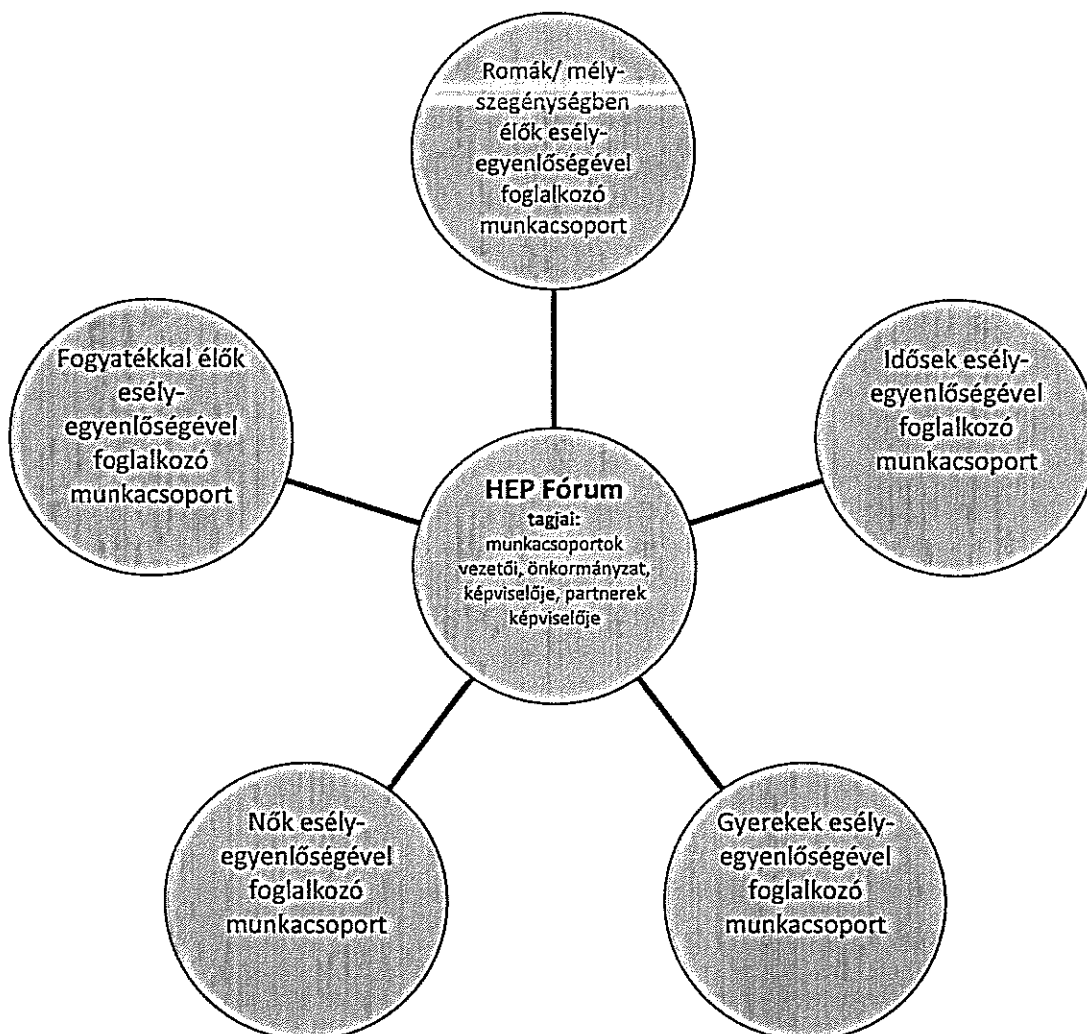 Romák/ mély-
szegénységben
élők esély-
egyenlőségével
foglalkozó
munkacsoport
Fogyatékkal élők
esély-
egyenlőségével
foglalkozó
munkacsoport
Idősek esély-
egyenlőségével
foglalkozó
munkacsoport
HEP Fórum
tagjai:
munkacsoportok
vezetői, önkormányzat,
képviselője, partnerek
képviselője
Nők esély-
egyenlőségével
foglalkozó
munkacsoport
Gyerekek esély-
egyenlőségével
foglalkozó
munkacsoport